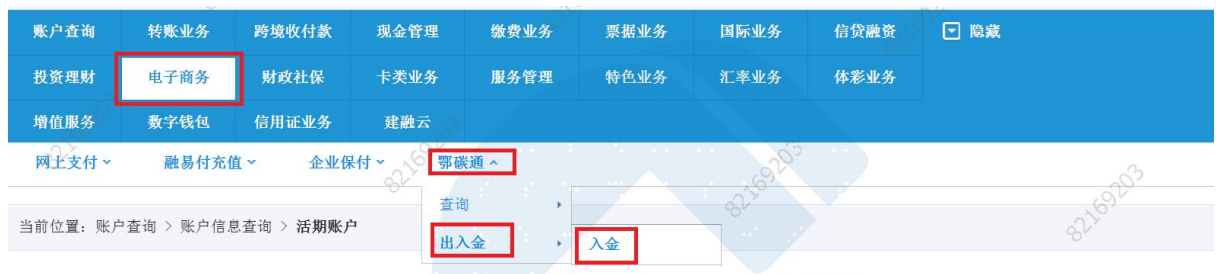 账户查询 转账业务 跨境收付款 现金管理 缴费业务 票据业务 国际业务 信贷融资 隐藏
投资理财 电子商务 财政社保 卡类业务 服务管理 特色业务 汇率业务 体彩业务
增值服务 数字钱包 信用证业务 建融云
网上支付 融易付充值 企业保付 鄂碳通
查询
当前位置：账户查询 > 账户信息查询 > 活期账户
出入金 入金
82169203
82169203
82169203
82169203